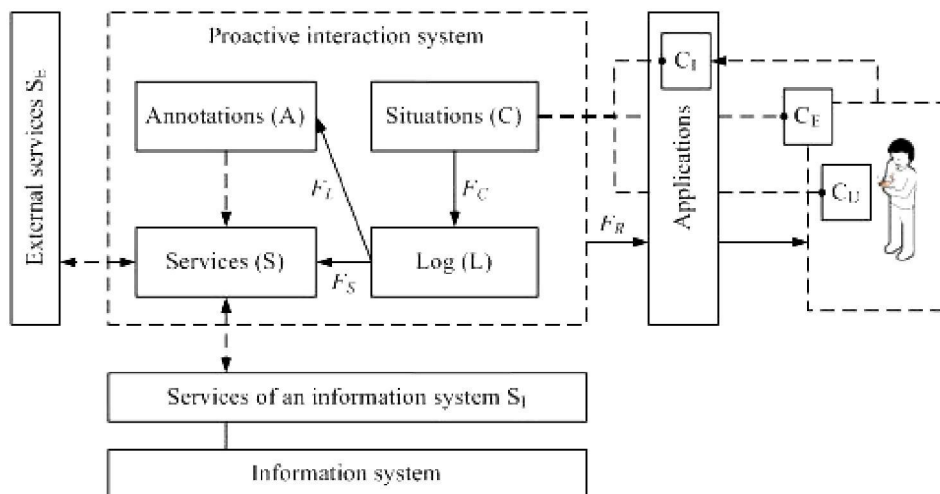 External services S_E
Proactive interaction system
Annotations (A)
Situations (C)
F_L
F_C
Services (S)
F_S
Log (L)
F_R
Applications
C_I
C_E
C_U
Services of an information system S_I
Information system